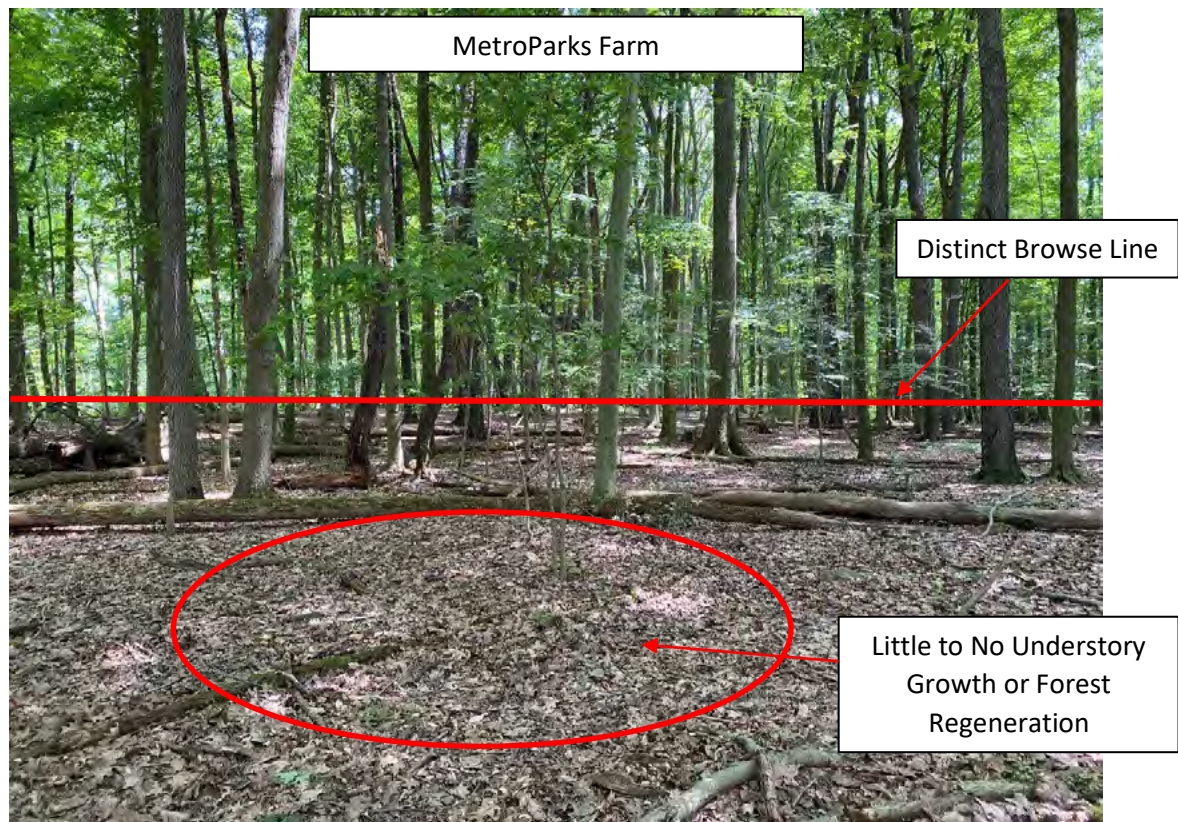 MetroParks Farm
Distinct Browse Line
Little to No Understory
Growth or Forest
Regeneration